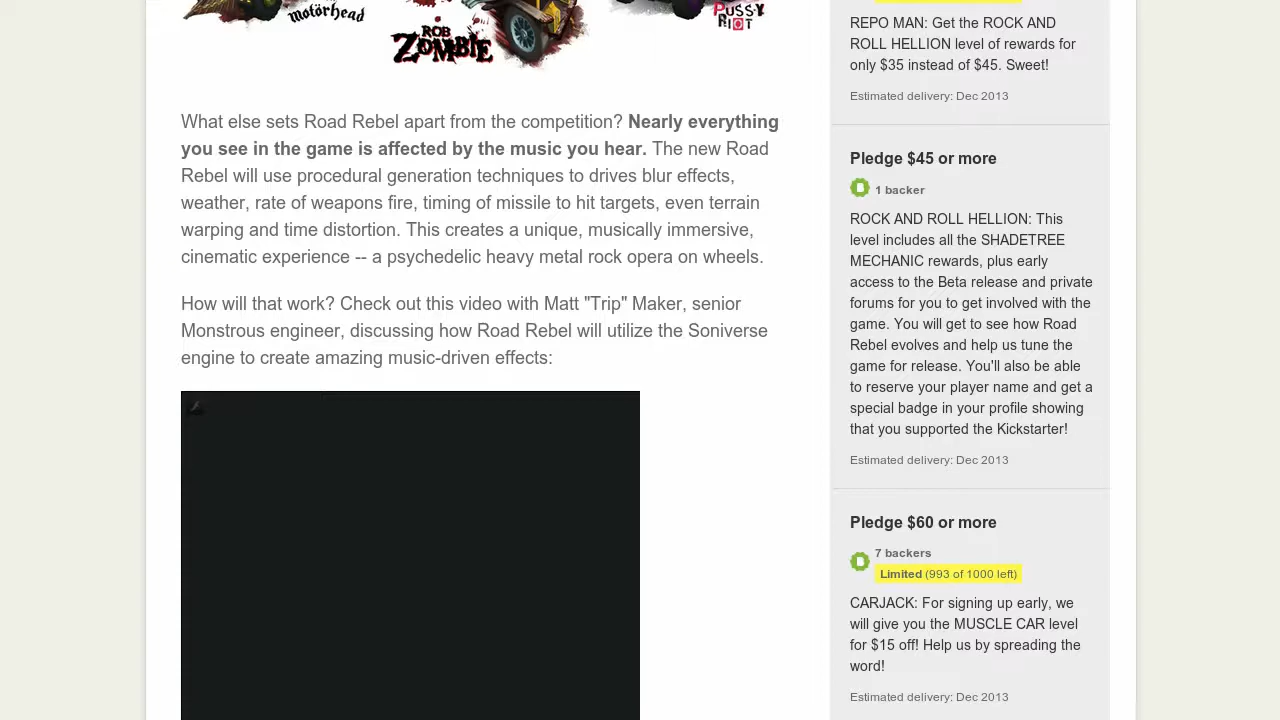 motörhead
ROB
ZOMBIE
PUSSY
RIOT
What else sets Road Rebel apart from the competition? Nearly everything
you see in the game is affected by the music you hear. The new Road
Rebel will use procedural generation techniques to drives blur effects,
weather, rate of weapons fire, timing of missile to hit targets, even terrain
warping and time distortion. This creates a unique, musically immersive,
cinematic experience -- a psychedelic heavy metal rock opera on wheels.
How will that work? Check out this video with Matt "Trip" Maker, senior
Monstrous engineer, discussing how Road Rebel will utilize the Soniverse
engine to create amazing music-driven effects:
REPO MAN: Get the ROCK AND
ROLL HELLION level of rewards for
only $35 instead of $45. Sweet!
Estimated delivery: Dec 2013
Pledge $45 or more
1 backer
ROCK AND ROLL HELLION: This
level includes all the SHADETREE
MECHANIC rewards, plus early
access to the Beta release and private
forums for you to get involved with the
game. You will get to see how Road
Rebel evolves and help us tune the
game for release. You'll also be able
to reserve your player name and get a
special badge in your profile showing
that you supported the Kickstarter!
Estimated delivery: Dec 2013
Pledge $60 or more
7 backers
Limited (993 of 1000 left)
CARJACK: For signing up early, we
will give you the MUSCLE CAR level
for $15 off! Help us by spreading the
word!
Estimated delivery: Dec 2013